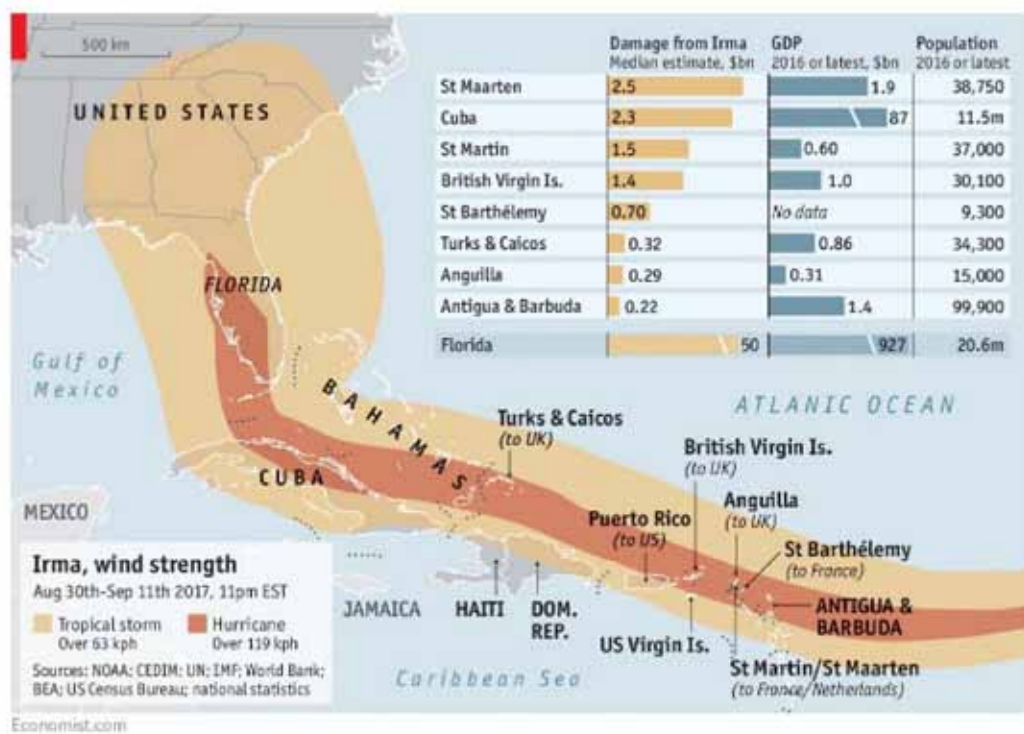 500 km
UNITED STATES
Damage from Irma
Median estimate, $bn
GDP
2016 or latest, $bn
Population
2016 or latest
St Maarten 2.5 1.9 38,750
Cuba 2.3 87 11.5m
St Martin 1.5 0.60 37,000
British Virgin Is. 1.4 1.0 30,100
St Barthélemy 0.70 No data 9,300
Turks & Caicos 0.32 0.86 34,300
Anguilla 0.29 0.31 15,000
Antigua & Barbuda 0.22 1.4 99,900
Florida 50 927 20.6m
FLORIDA
Gulf of
Mexico
BAHAMAS
ATLANIC OCEAN
Turks & Caicos
(to UK)
British Virgin Is.
(to UK)
CUBA
MEXICO
Anguilla
(to UK)
Puerto Rico
(to US)
St Barthélemy
(to France)
JAMAICA
HAITI
DOM.
REP.
ANTIGUA &
BARBUDA
US Virgin Is.
St Martin/St Maarten
(to France/Netherlands)
Caribbean Sea
Irma, wind strength
Aug 30th-Sep 11th 2017, 11pm EST
Tropical storm
Over 63 kph
Hurricane
Over 119 kph
Sources: NOAA; CEDIM; UN; IMF; World Bank;
BEA; US Census Bureau; national statistics
Economist.com